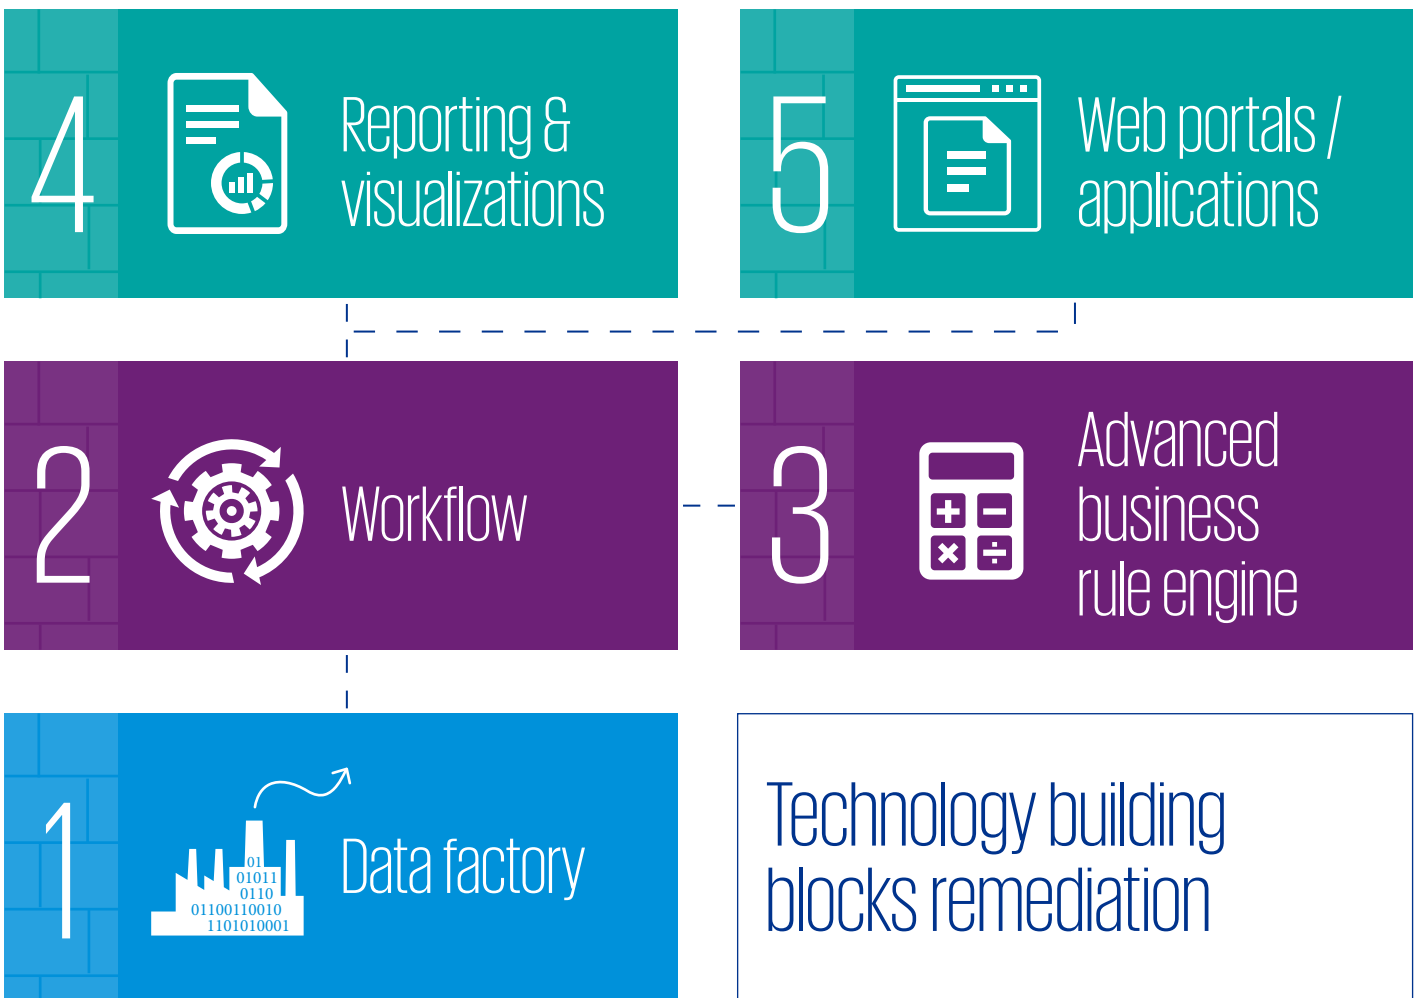 4
Reporting &
visualizations
5
Web portals /
applications
2
Workflow
3
Advanced
business
rule engine
1
01
01011
0110
01100110010
1101010001
Data factory
Technology building
blocks remediation